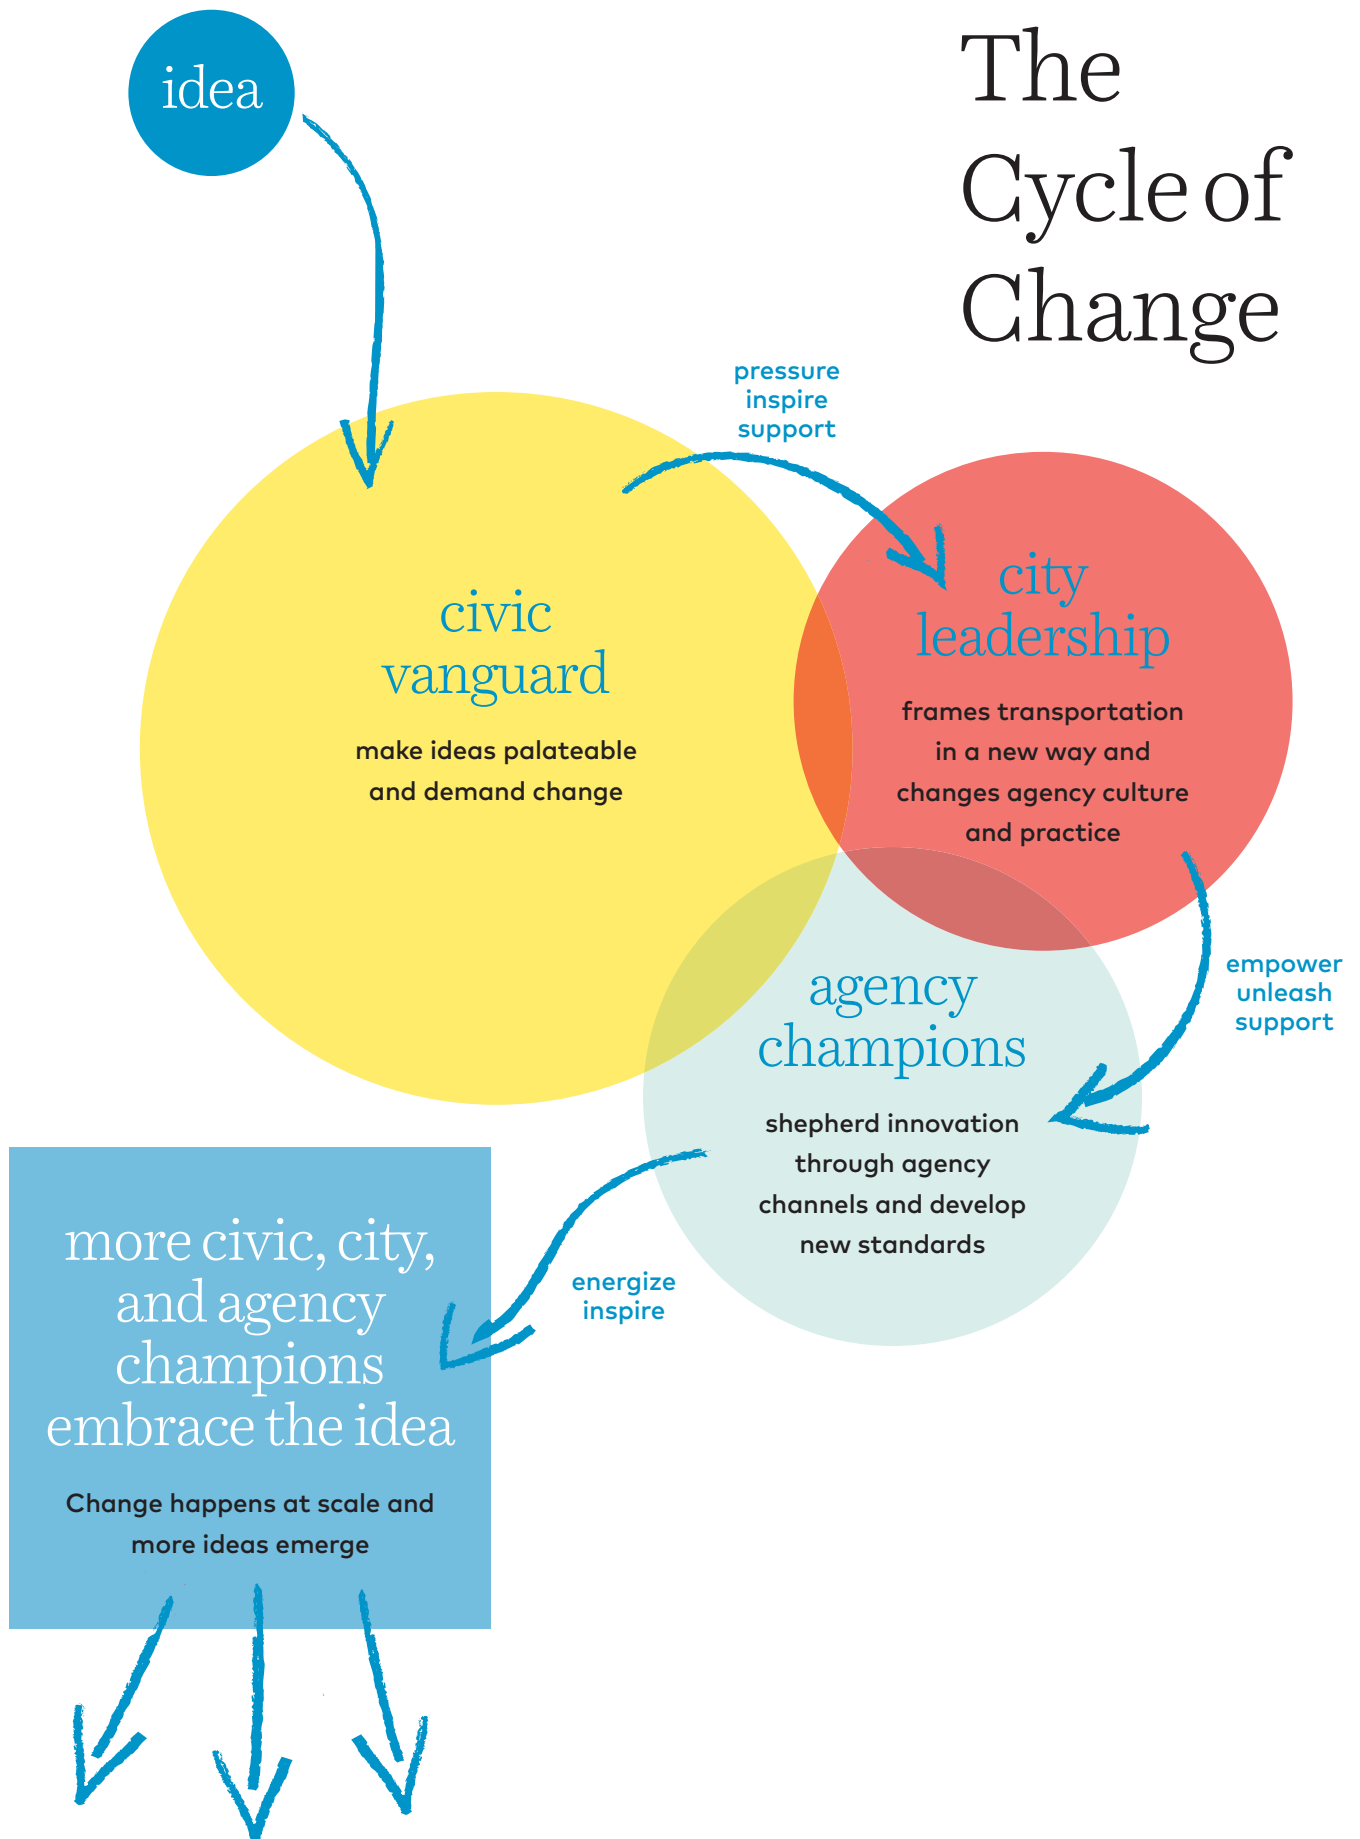 idea
The
Cycle of
Change
pressure
inspire
support
civic
vanguard
make ideas palateable
and demand change
city
leadership
frames transportation
in a new way and
changes agency culture
and practice
empower
unleash
support
agency
champions
shepherd innovation
through agency
channels and develop
new standards
energize
inspire
more civic, city,
and agency
champions
embrace the idea
Change happens at scale and
more ideas emerge